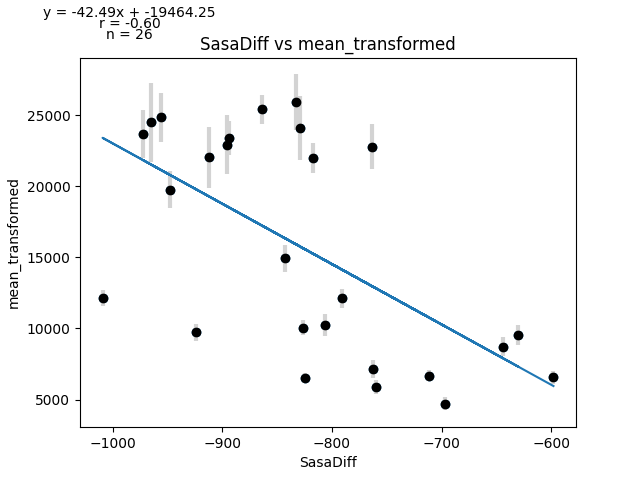 y = -42.49x + -19464.25
r = -0.60
n = 26
SasaDiff vs mean_transformed
25000
20000
15000
10000
5000
mean_transformed
−1000
−900
−800
−700
−600
SasaDiff